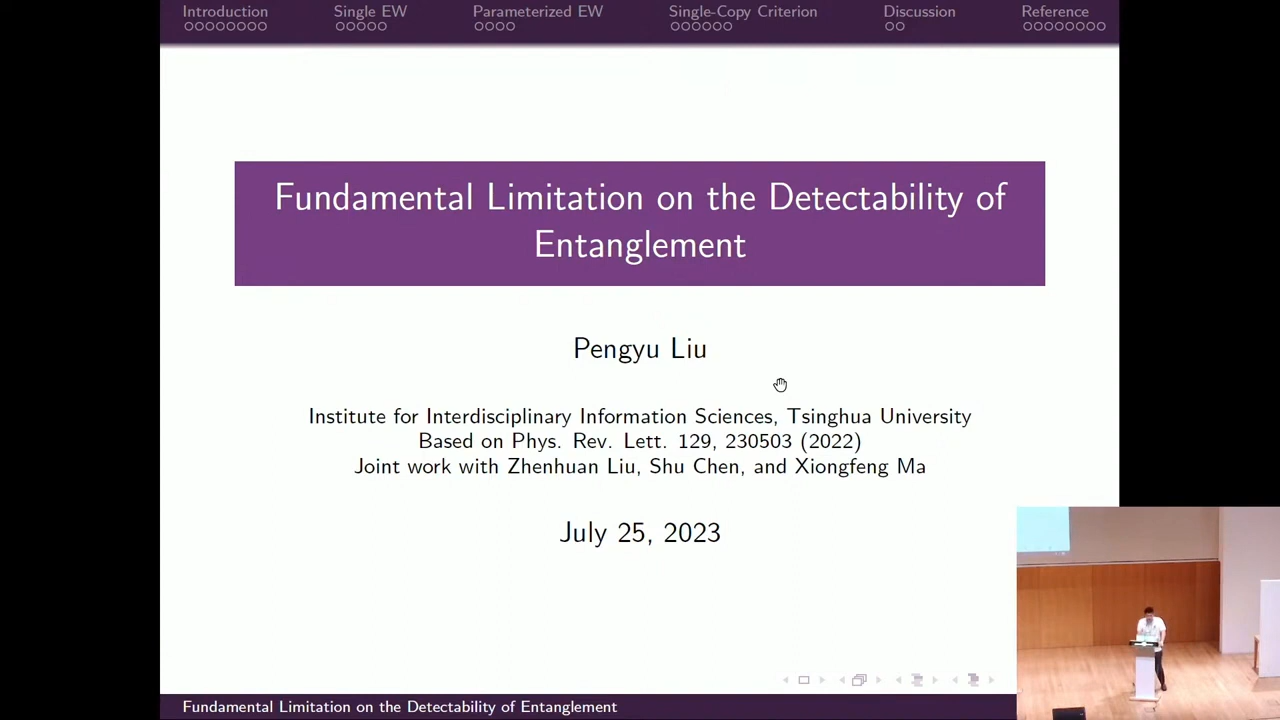 Introduction Single EW Parameterized EW Single-Copy Criterion Discussion Reference
Fundamental Limitation on the Detectability of
Entanglement
Pengyu Liu
Institute for Interdisciplinary Information Sciences, Tsinghua University
Based on Phys. Rev. Lett. 129, 230503 (2022)
Joint work with Zhenhuan Liu, Shu Chen, and Xiongfeng Ma
July 25, 2023
Fundamental Limitation on the Detectability of Entanglement